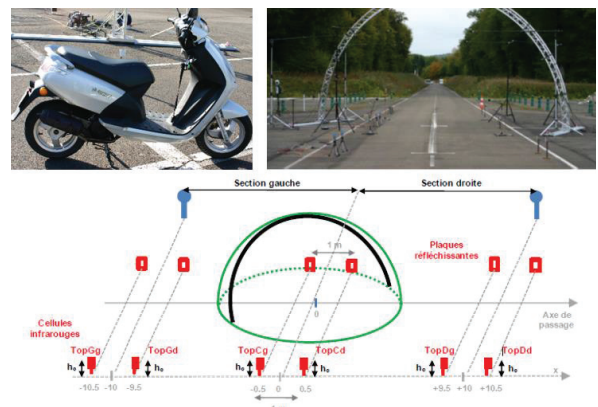 Section gauche
Section droite
1 m
Plaques
réfléchissantes
0
Axe de
passage
Cellules
infrarouges
TopGg
TopGd
TopCg
TopCd
TopDg
TopDd
h₀
h₀
h₀
h₀
h₀
h₀
x
-10.5
-10
-9.5
-0.5
0
0.5
+9.5
+10
+10.5